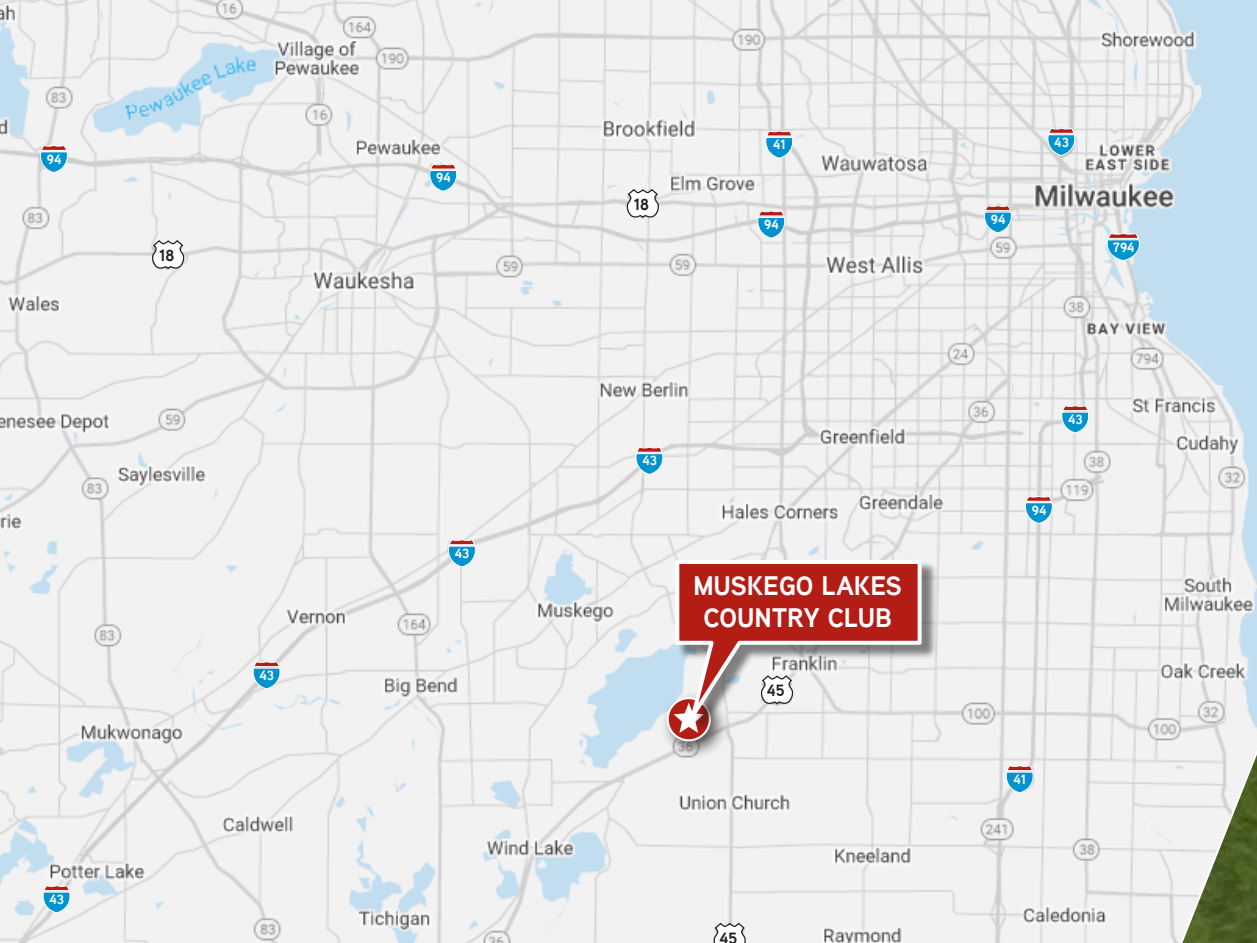 ah
16
164
Village of
Pewaukee
190
190
Shorewood
Pewaukee Lake
83
16
Brookfield
41
43
LOWER
EAST SIDE
d
94
Pewaukee
94
Wauwatosa
Elm Grove
Milwaukee
83
18
94
94
59
794
18
59
59
West Allis
Waukesha
Wales
38
BAY VIEW
24
794
New Berlin
36
43
St Francis
enesee Depot
59
Greenfield
Cudahy
43
38
32
Saylesville
83
119
94
Hales Corners
Greendale
rie
43
MUSKEGO LAKES
COUNTRY CLUB
South
Milwaukee
Muskego
Vernon
164
83
Franklin
43
Big Bend
45
Oak Creek
100
32
100
Mukwonago
36
41
Union Church
Caldwell
241
Wind Lake
38
Kneeland
Potter Lake
43
Tichigan
83
36
45
Raymond
Caledonia